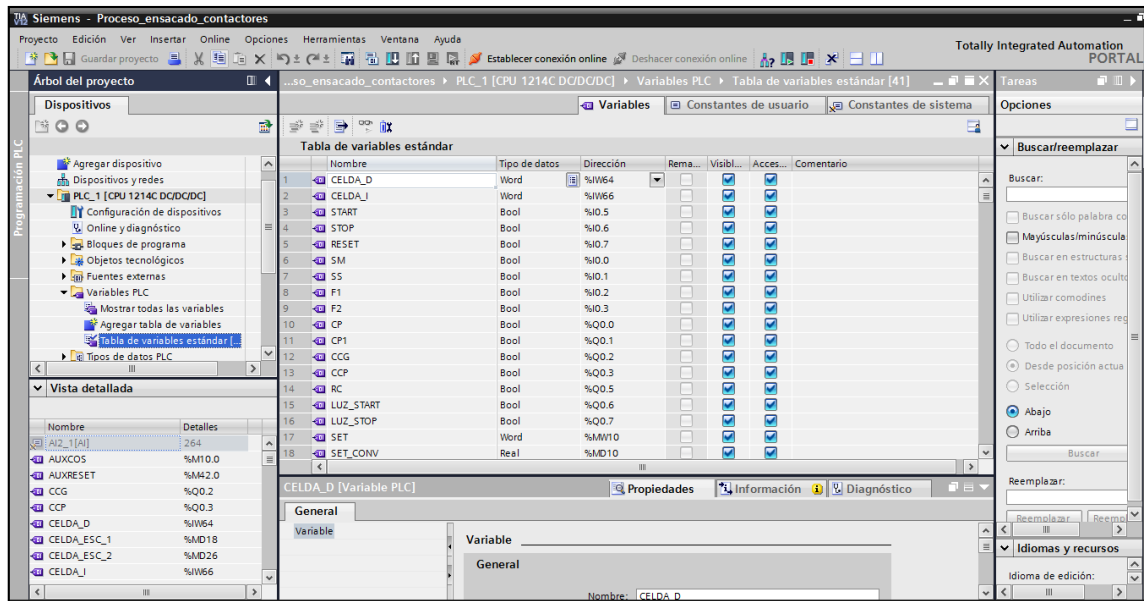 Siemens - Proceso_ensacado_contactores
Proyecto Edición Ver Insertar Online Opciones Herramientas Ventana Ayuda
Totally Integrated Automation
PORTAL
Guardar proyecto Establecer conexión online Deshacer conexión online
Árbol del proyecto
...so_ensacado_contactores PLC_1 [CPU 1214C DC/DC/DC] Variables PLC Tabla de variables estándar [41]
Tareas
Dispositivos
Variables Constantes de usuario Constantes de sistema
Opciones
Programación PLC
Tabla de variables estándar
Buscar/reemplazar
Agregar dispositivo
Dispositivos y redes
PLC_1 [CPU 1214C DC/DC/DC]
Configuración de dispositivos
Online y diagnóstico
Bloques de programa
Objetos tecnológicos
Fuentes externas
Variables PLC
Mostrar todas las variables
Agregar tabla de variables
Tabla de variables estándar [...
Tipos de datos PLC
Nombre Tipo de datos Dirección Rema... Visibl... Acces... Comentario
1 CELDA_D Word %IW64
2 CELDA_I Word %IW66
3 START Bool %I0.5
4 STOP Bool %I0.6
5 RESET Bool %I0.7
6 SM Bool %I0.0
7 SS Bool %I0.1
8 F1 Bool %I0.2
9 F2 Bool %I0.3
10 CP Bool %Q0.0
11 CP1 Bool %Q0.1
12 CCG Bool %Q0.2
13 CCP Bool %Q0.3
14 RC Bool %Q0.5
15 LUZ_START Bool %Q0.6
16 LUZ_STOP Bool %Q0.7
17 SET Word %MW10
18 SET_CONV Real %MD10
Buscar:
Buscar sólo palabra co
Mayúsculas/minúscula
Buscar en estructuras s
Buscar en textos oculto
Utilizar comodines
Utilizar expresiones reg
Todo el documento
Desde posición actua
Selección
Abajo
Arriba
Buscar
Reemplazar:
Reemplazar Reemp
Idiomas y recursos
Idioma de edición:
Vista detallada
Nombre Detalles
AI2_1[AI] 264
AUXCOS %M10.0
AUXRESET %M42.0
CCG %Q0.2
CCP %Q0.3
CELDA_D %IW64
CELDA_ESC_1 %MD18
CELDA_ESC_2 %MD26
CELDA_I %IW66
CELDA_D [Variable PLC]
Propiedades Información Diagnóstico
General
Variable
Variable
General
Nombre: CELDA_D